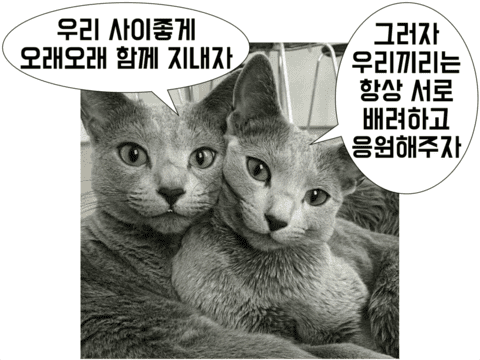 우리 사이좋게
오래오래 함께 지내자
그러자
우리끼리는
항상 서로
배려하고
응원해주자